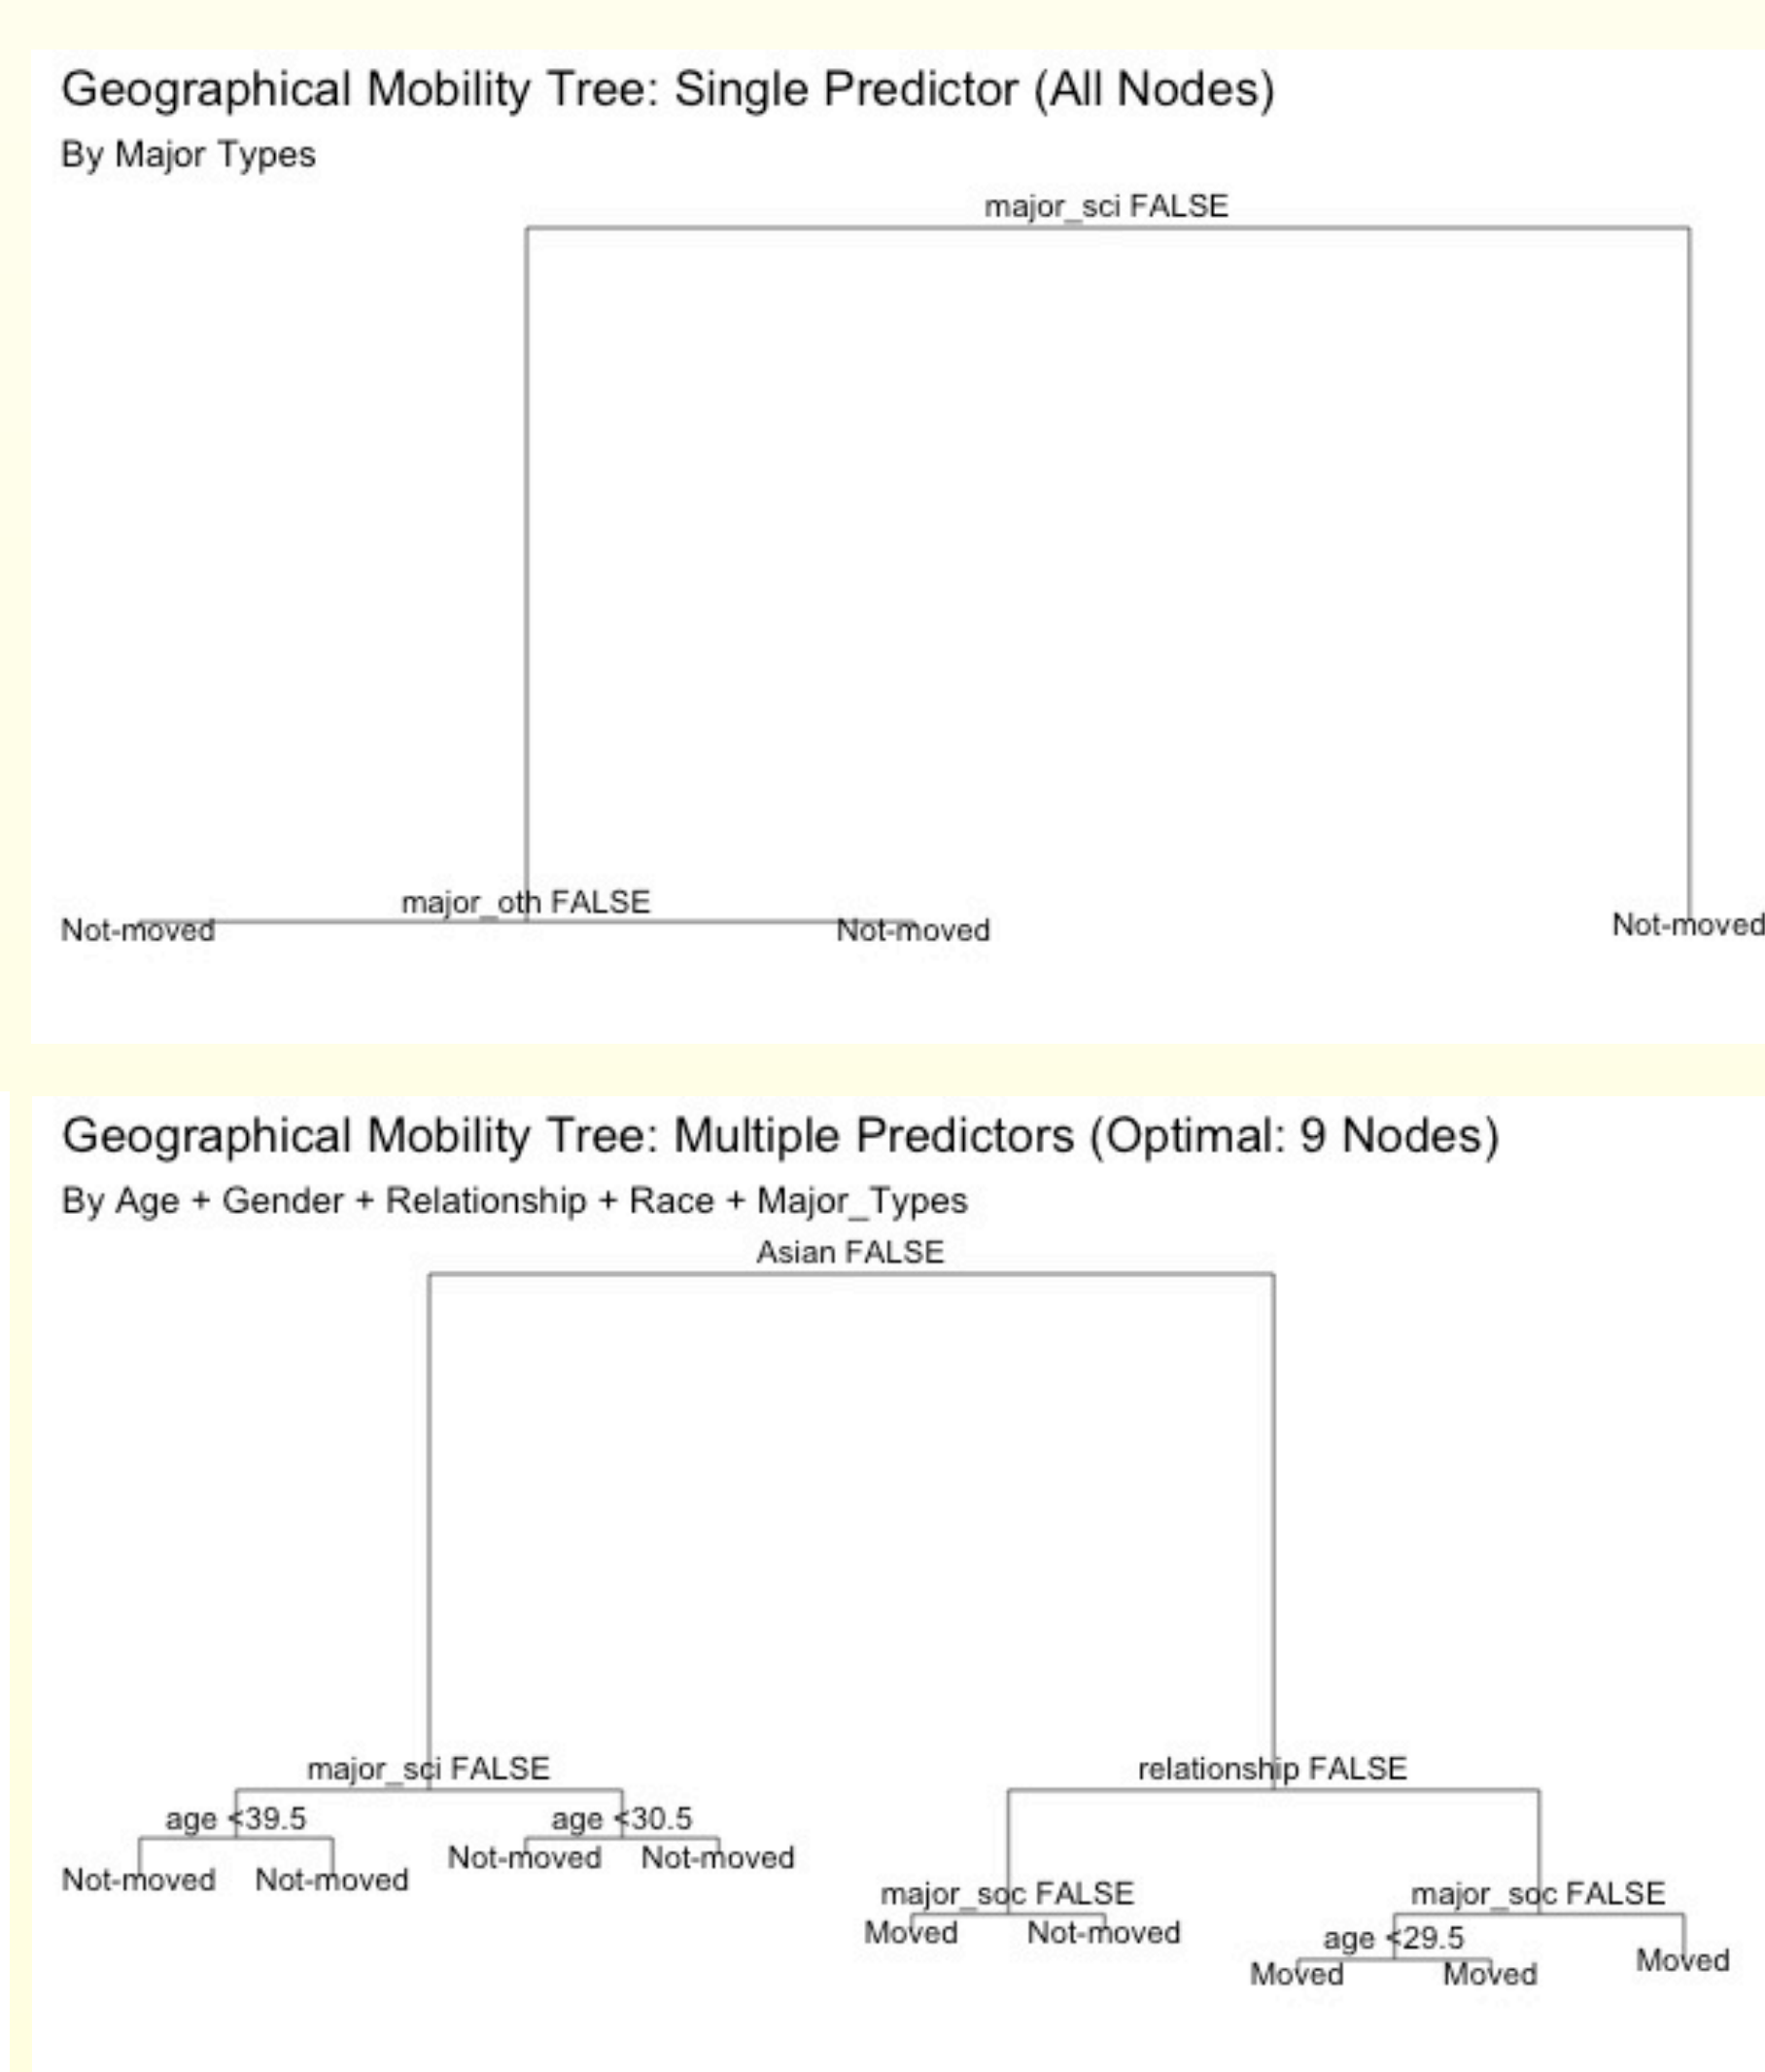 Geographical Mobility Tree: Single Predictor (All Nodes)
By Major Types
major_sci FALSE
major_oth FALSE
Not-moved
Not-moved
Not-moved
Geographical Mobility Tree: Multiple Predictors (Optimal: 9 Nodes)
By Age + Gender + Relationship + Race + Major_Types
Asian FALSE
major_sci FALSE
relationship FALSE
age <39.5
age <30.5
Not-moved
Not-moved
Not-moved
Not-moved
major_soc FALSE
major_soc FALSE
Moved
Not-moved
age <29.5
Moved
Moved
Moved